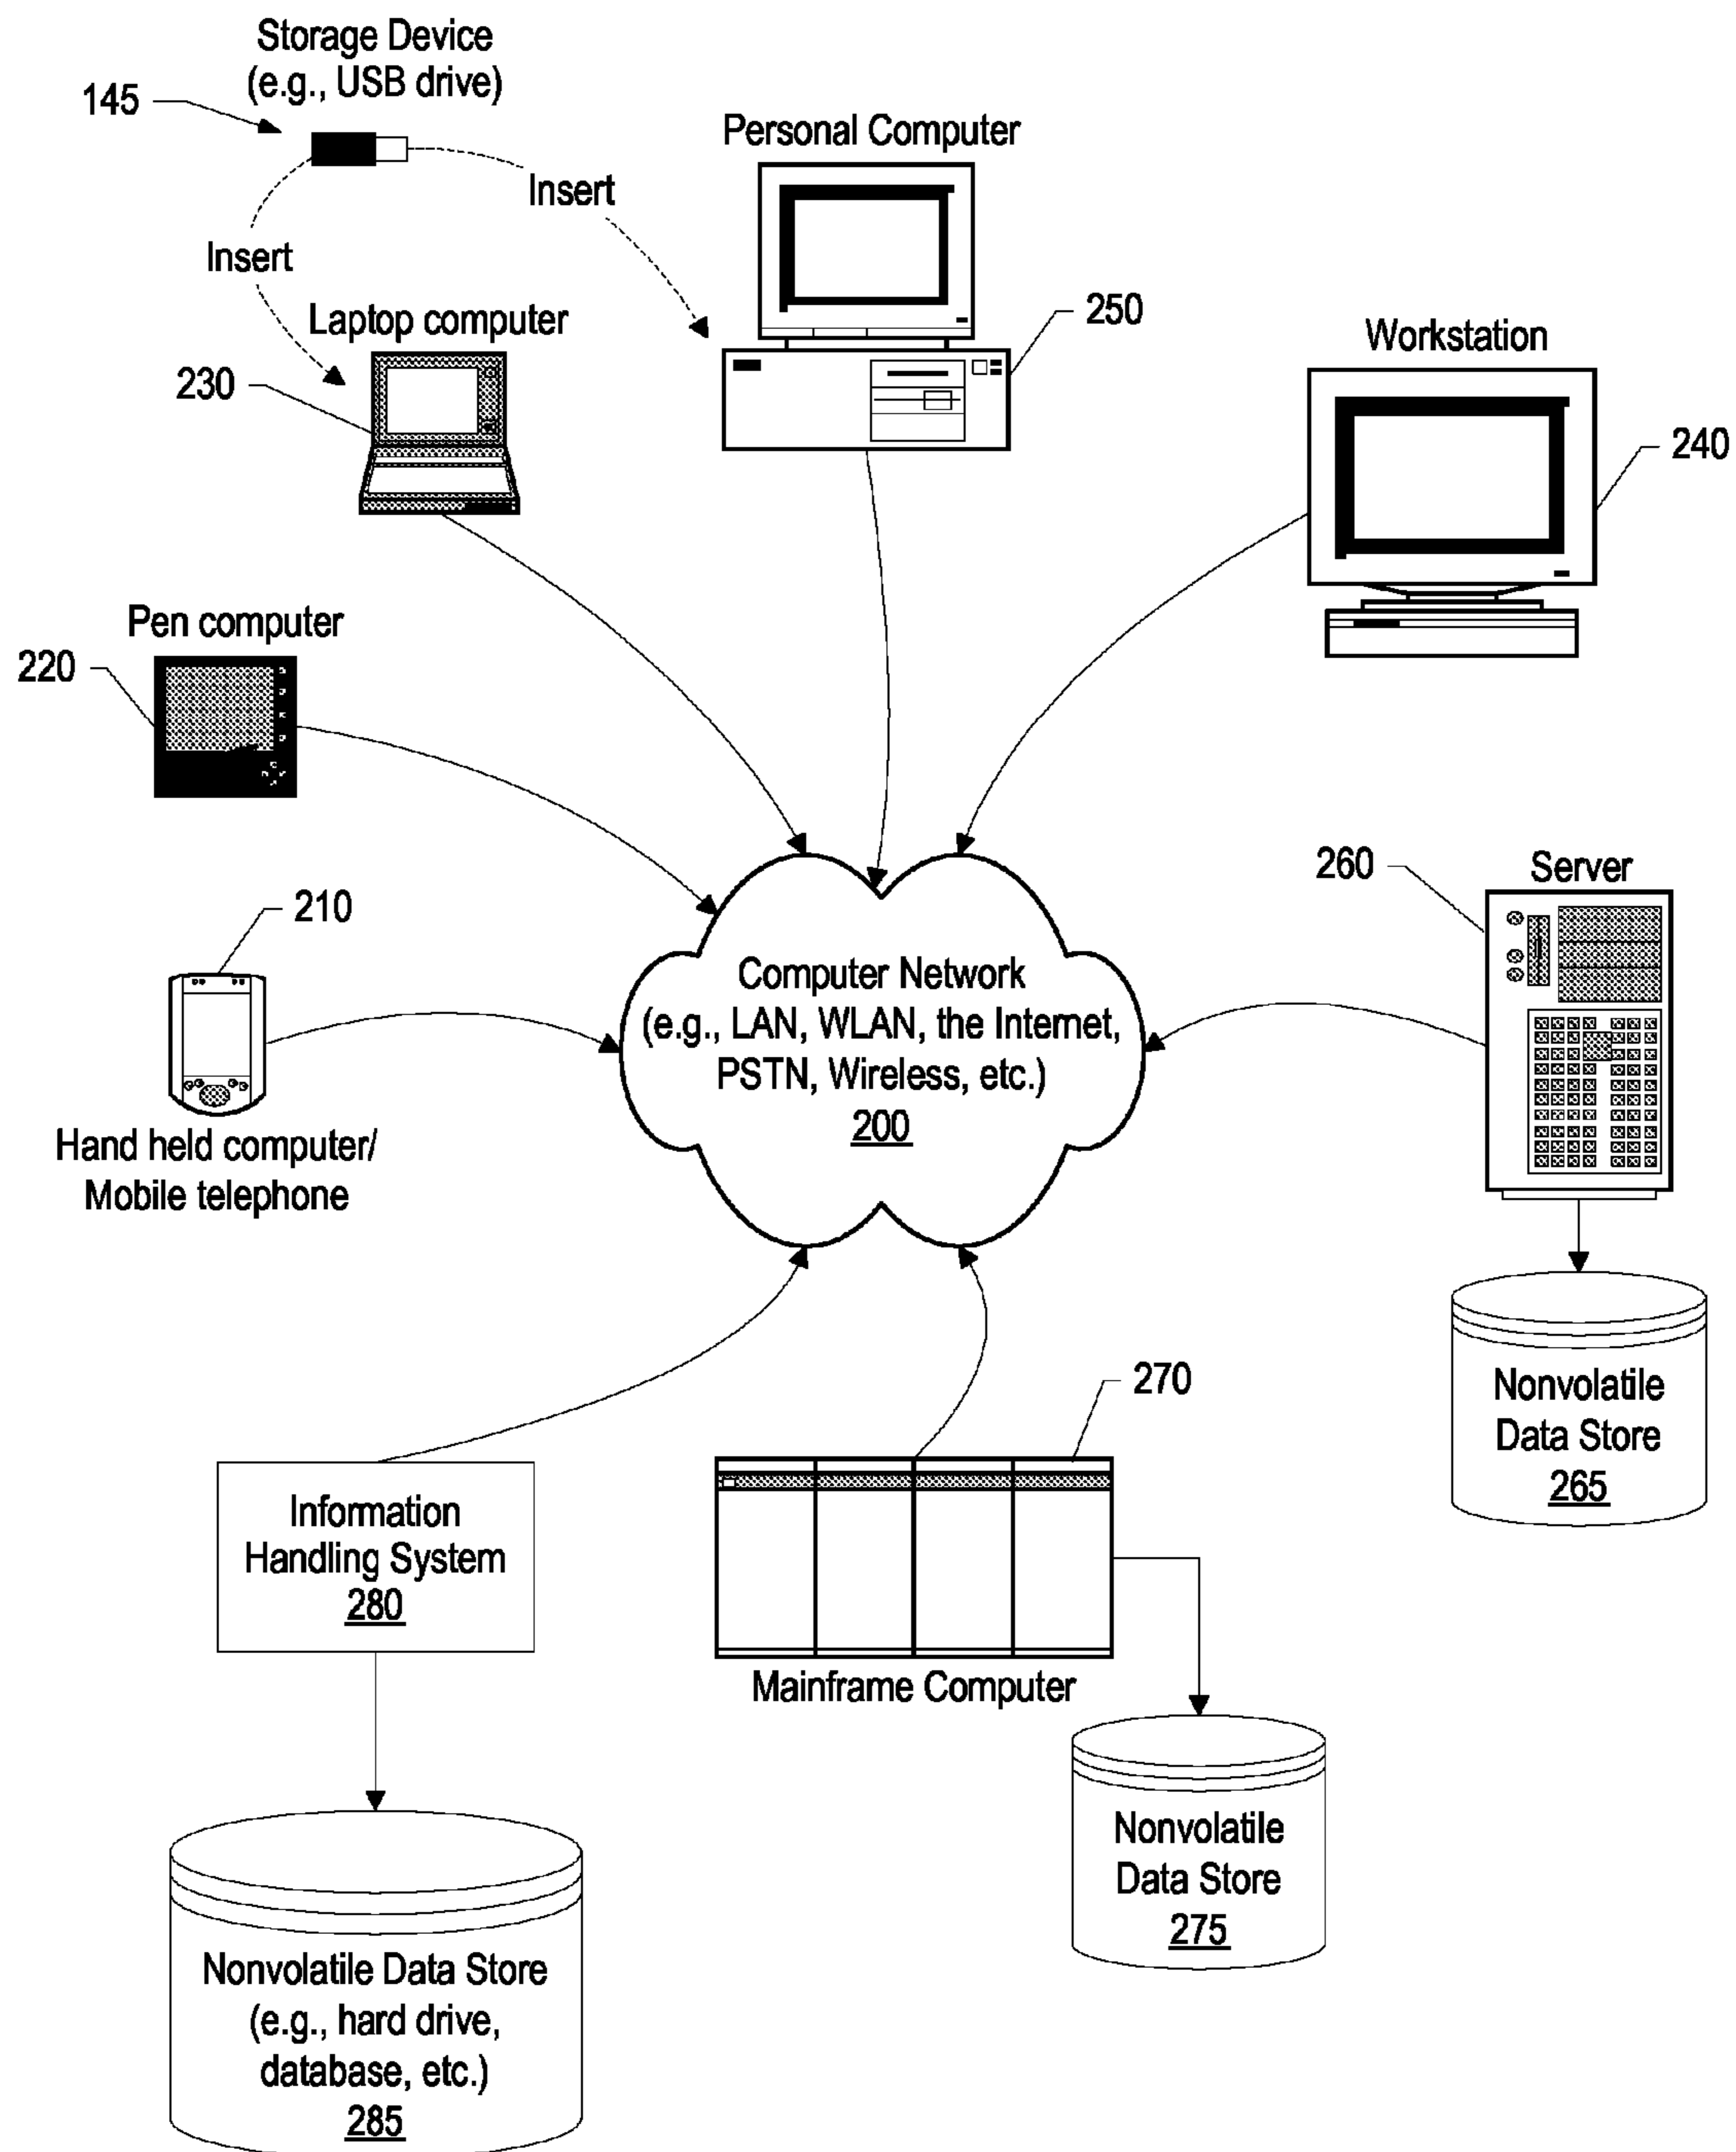 Storage Device
(e.g., USB drive)
145
Personal Computer
Insert
Insert
Laptop computer
250
Workstation
230
240
Pen computer
220
260
Server
210
Computer Network
(e.g., LAN, WLAN, the Internet,
PSTN, Wireless, etc.)
200
Hand held computer/
Mobile telephone
270
Nonvolatile
Data Store
265
Information
Handling System
280
Mainframe Computer
Nonvolatile
Data Store
275
Nonvolatile Data Store
(e.g., hard drive,
database, etc.)
285